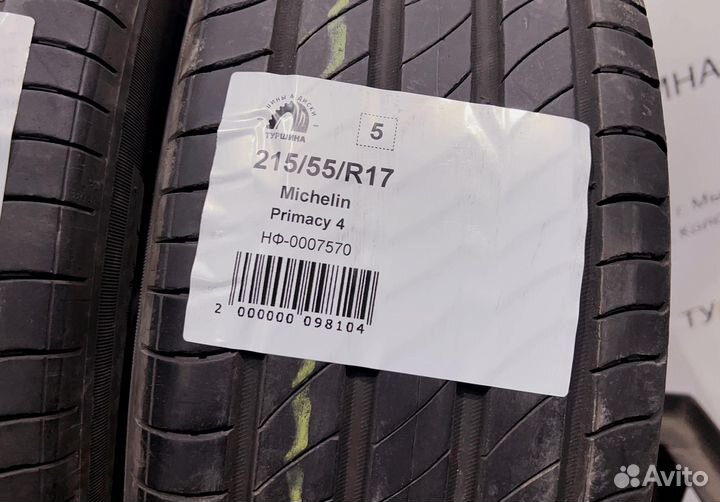 ШИНЫ & ДИСКИ
ТУРШИНА
5
215/55/R17
Michelin
Primacy 4
НФ-0007570
2 000000 098104
Avito